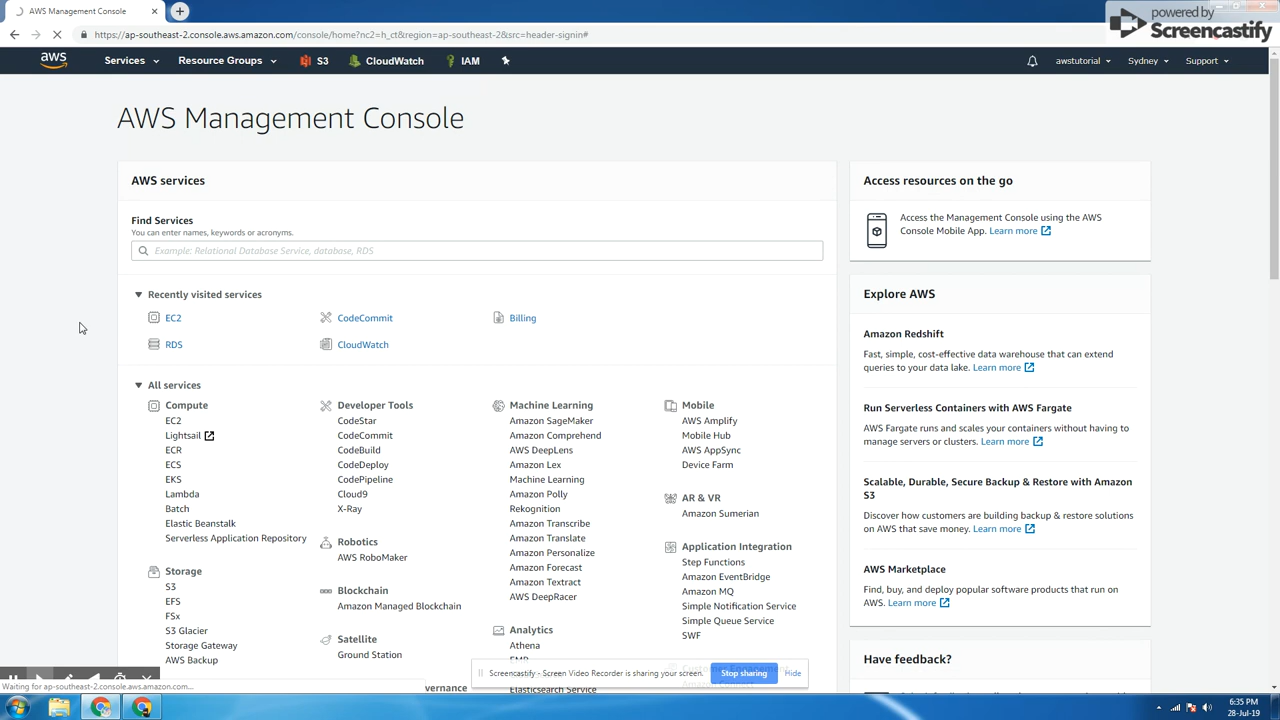 AWS Management Console
powered by
Screencastify
https://ap-southeast-2.console.aws.amazon.com/console/home?nc2=h_ct&region=ap-
der-signin#
aws
Services
Resource Groups
S3
CloudWatch
IAM
awstutorial
Sydney
Support
AWS Management Console
AWS services
Find Services
You can enter names, keywords or acronyms.
Example: Relational Database Service, database, RDS
Recently visited services
EC2
CodeCommit
Billing
RDS
CloudWatch
All services
Compute
EC2
Lightsail
ECR
ECS
EKS
Lambda
Batch
Elastic Beanstalk
Serverless Application Repository
Storage
S3
EFS
FSx
S3 Glacier
Storage Gateway
AWS Backup
Developer Tools
CodeStar
CodeCommit
CodeBuild
CodeDeploy
CodePipeline
Cloud9
X-Ray
Robotics
AWS RoboMaker
Blockchain
Amazon Managed Blockchain
Satellite
Ground Station
vernance
Machine Learning
Amazon SageMaker
Amazon Comprehend
AWS DeepLens
Amazon Lex
Machine Learning
Amazon Polly
Rekognition
Amazon Transcribe
Amazon Translate
Amazon Personalize
Amazon Forecast
Amazon Textract
AWS DeepRacer
Analytics
Athena
EMR
Elasticsearch Service
Mobile
AWS Amplify
Mobile Hub
AWS AppSync
Device Farm
AR & VR
Amazon Sumerian
Application Integration
Step Functions
Amazon EventBridge
Amazon MQ
Simple Notification Service
Simple Queue Service
SWF
Customer Engagement
Access resources on the go
Access the Management Console using the AWS
Console Mobile App. Learn more
Explore AWS
Amazon Redshift
Fast, simple, cost-effective data warehouse that can extend
queries to your data lake. Learn more
Run Serverless Containers with AWS Fargate
AWS Fargate runs and scales your containers without having to
manage servers or clusters. Learn more
Scalable, Durable, Secure Backup & Restore with Amazon
S3
Discover how customers are building backup & restore solutions
on AWS that save money. Learn more
AWS Marketplace
Find, buy, and deploy popular software products that run on
AWS. Learn more
Have feedback?
Screencastify - Screen Video Recorder is sharing your screen.
Stop sharing
Hide
Waiting for ap-southeast-2.console.aws.amazon.com...
6:35 PM
28-Jul-19